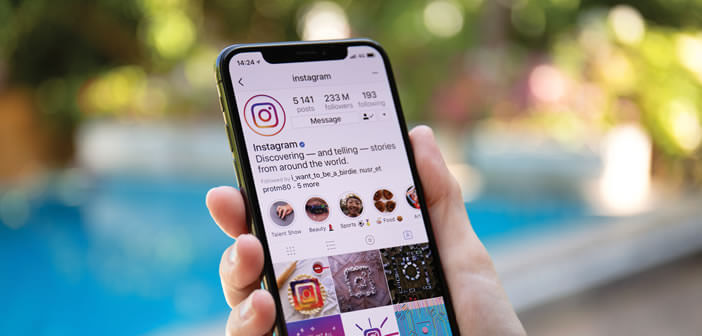 14:24
4G
instagram
5 141 233 M 193
posts followers following
Message
Instagram
Discovering — and telling — stories
from around the world.
Followed by i_want_to_be_a_birdie, nusr_et
protm80 + 5 more
Talent Show Beauty 💄 Sports ⚽🏅 Food